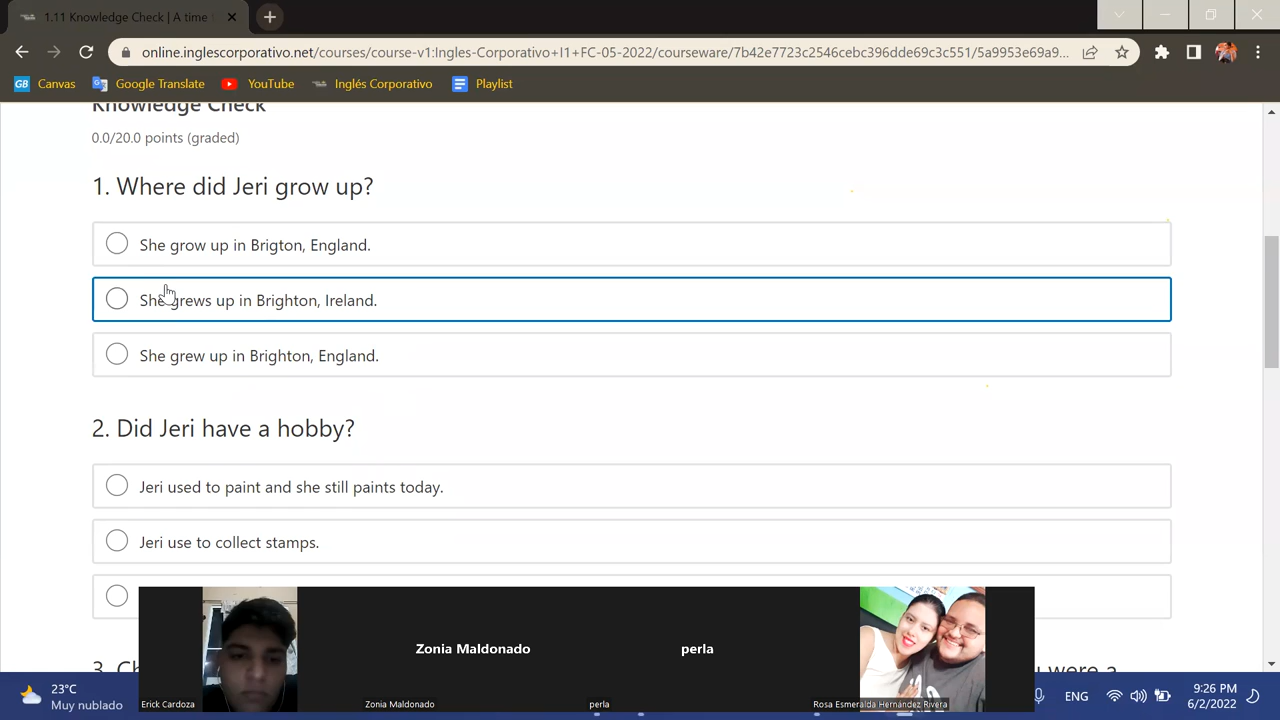 1.11 Knowledge Check | A time
online.inglescorporativo.net/courses/course-v1:Ingles-Corporativo+I1+FC-05-2022/courseware/7b42e7723c2546cebc396dde69c3c551/5a9953e69a9...
GB Canvas Google Translate YouTube Inglés Corporativo Playlist
Knowledge Check
0.0/20.0 points (graded)
1. Where did Jeri grow up?
She grow up in Brigton, England.
She grews up in Brighton, Ireland.
She grew up in Brighton, England.
2. Did Jeri have a hobby?
Jeri used to paint and she still paints today.
Jeri use to collect stamps.
Zonia Maldonado perla
3. you were a
Erick Cardoza Zonia Maldonado perla Rosa Esmeralda Hernández Rivera
23°C
Muy nublado
ENG
9:26 PM
6/2/2022